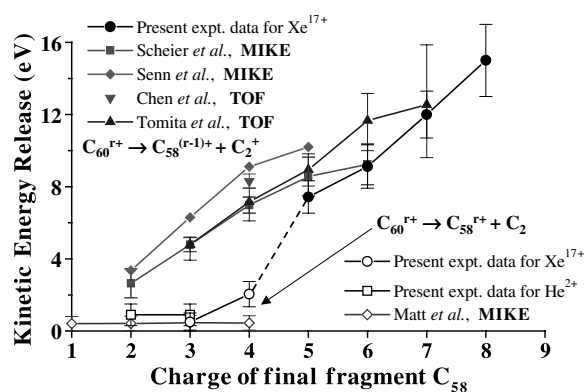 Kinetic Energy Release (eV)
16
12
8
4
0
Present expt. data for Xe¹⁷⁺
Scheier et al., MIKE
Senn et al., MIKE
Chen et al., TOF
Tomita et al., TOF
C₆₀ʳ⁺ → C₅₈⁽ʳ⁻¹⁾⁺ + C₂⁺
C₆₀ʳ⁺ → C₅₈ʳ⁺ + C₂
Present expt. data for Xe¹⁷⁺
Present expt. data for He²⁺
Matt et al., MIKE
1 2 3 4 5 6 7 8 9
Charge of final fragment C₅₈